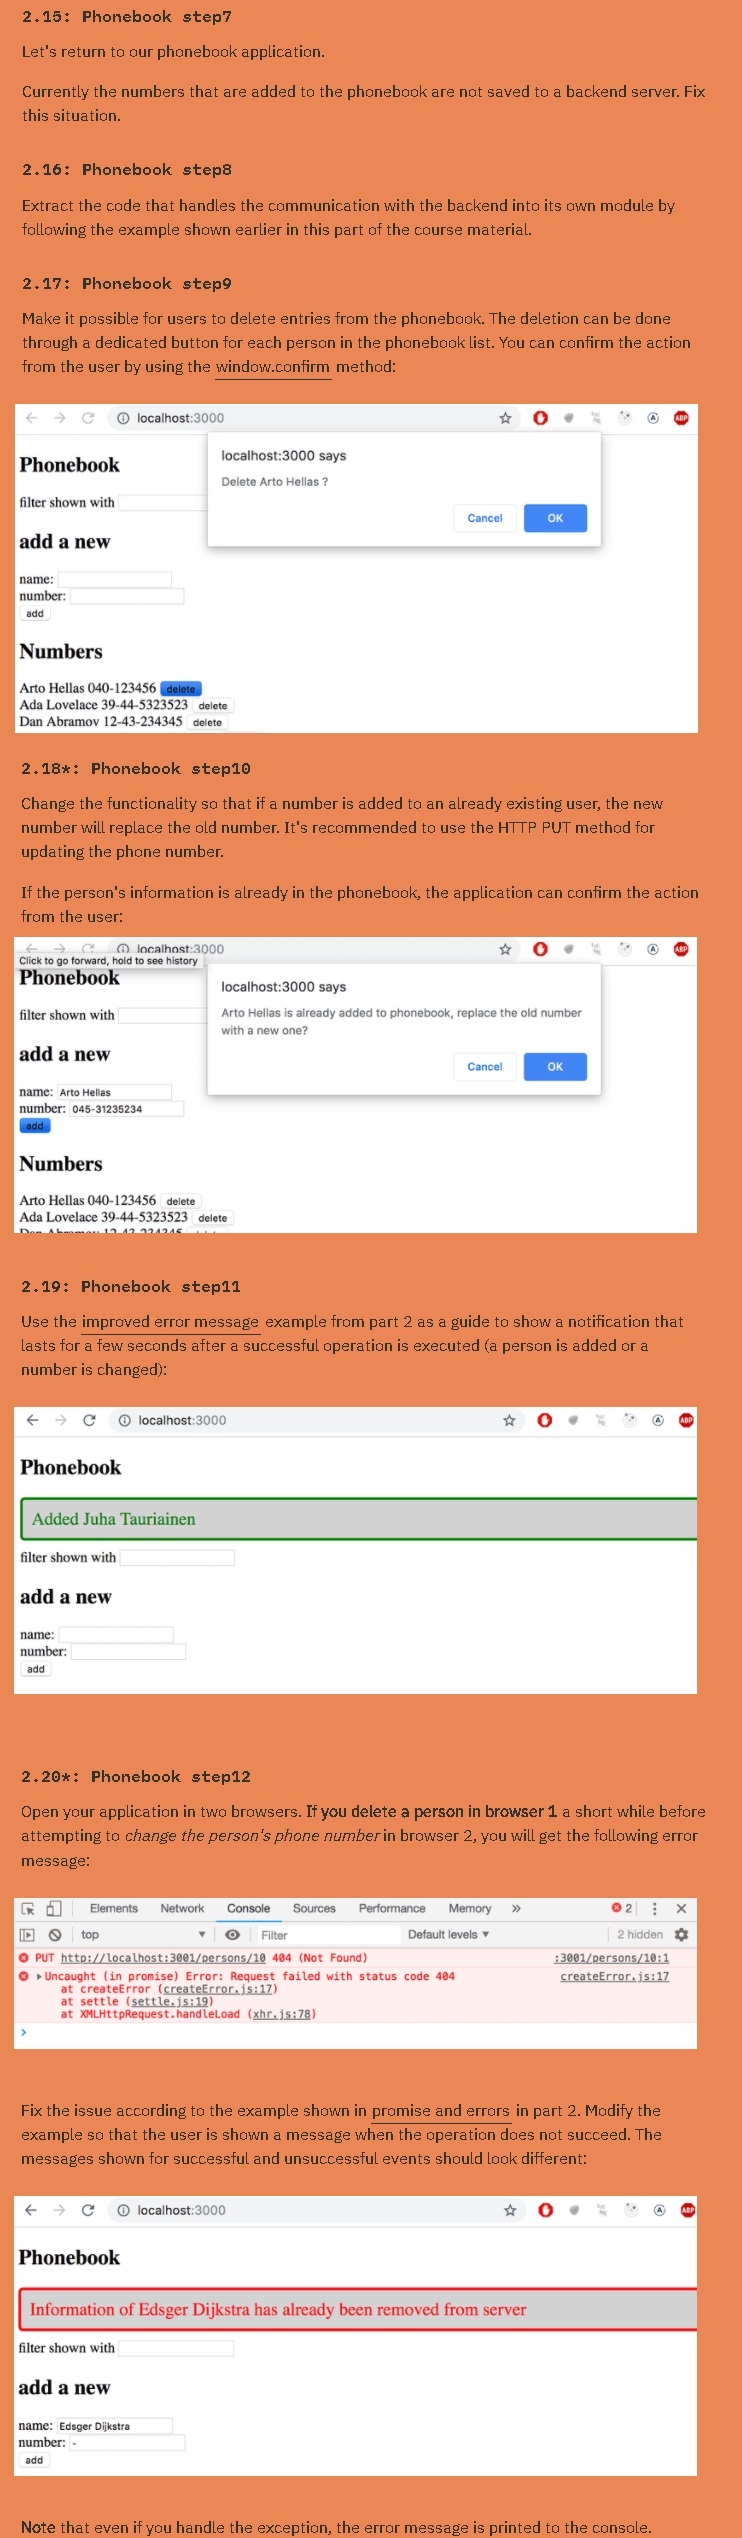 2.15: Phonebook step7
Let's return to our phonebook application.
Currently the numbers that are added to the phonebook are not saved to a backend server. Fix
this situation.
2.16: Phonebook step8
Extract the code that handles the communication with the backend into its own module by
following the example shown earlier in this part of the course material.
2.17: Phonebook step9
Make it possible for users to delete entries from the phonebook. The deletion can be done
through a dedicated button for each person in the phonebook list. You can confirm the action
from the user by using the window.confirm method:
localhost:3000
ABP
Phonebook
localhost:3000 says
Delete Arto Hellas ?
filter shown with
Cancel OK
add a new
name:
number:
add
Numbers
Arto Hellas 040-123456 delete
Ada Lovelace 39-44-5323523 delete
Dan Abramov 12-43-234345 delete
2.18*: Phonebook step10
Change the functionality so that if a number is added to an already existing user, the new
number will replace the old number. It's recommended to use the HTTP PUT method for
updating the phone number.
If the person's information is already in the phonebook, the application can confirm the action
from the user:
localhost:3000
ABP
Click to go forward, hold to see history
Phonebook
localhost:3000 says
Arto Hellas is already added to phonebook, replace the old number
with a new one?
filter shown with
Cancel OK
add a new
name: Arto Hellas
number: 045-31235234
add
Numbers
Arto Hellas 040-123456 delete
Ada Lovelace 39-44-5323523 delete
Dan Abramov 12-43-234345
2.19: Phonebook step11
Use the improved error message example from part 2 as a guide to show a notification that
lasts for a few seconds after a successful operation is executed (a person is added or a
number is changed):
localhost:3000
ABP
Phonebook
Added Juha Tauriainen
filter shown with
add a new
name:
number:
add
2.20*: Phonebook step12
Open your application in two browsers. If you delete a person in browser 1 a short while before
attempting to change the person's phone number in browser 2, you will get the following error
message:
Elements Network Console Sources Performance Memory » 2
top Filter Default levels ▼ 2 hidden
PUT http://localhost:3001/persons/10 404 (Not Found) :3001/persons/10:1
Uncaught (in promise) Error: Request failed with status code 404 createError.js:17
at createError (createError.js:17)
at settle (settle.js:19)
at XMLHttpRequest.handleLoad (xhr.js:78)
Fix the issue according to the example shown in promise and errors in part 2. Modify the
example so that the user is shown a message when the operation does not succeed. The
messages shown for successful and unsuccessful events should look different:
localhost:3000
ABP
Phonebook
Information of Edsger Dijkstra has already been removed from server
filter shown with
add a new
name: Edsger Dijkstra
number: -
add
Note that even if you handle the exception, the error message is printed to the console.